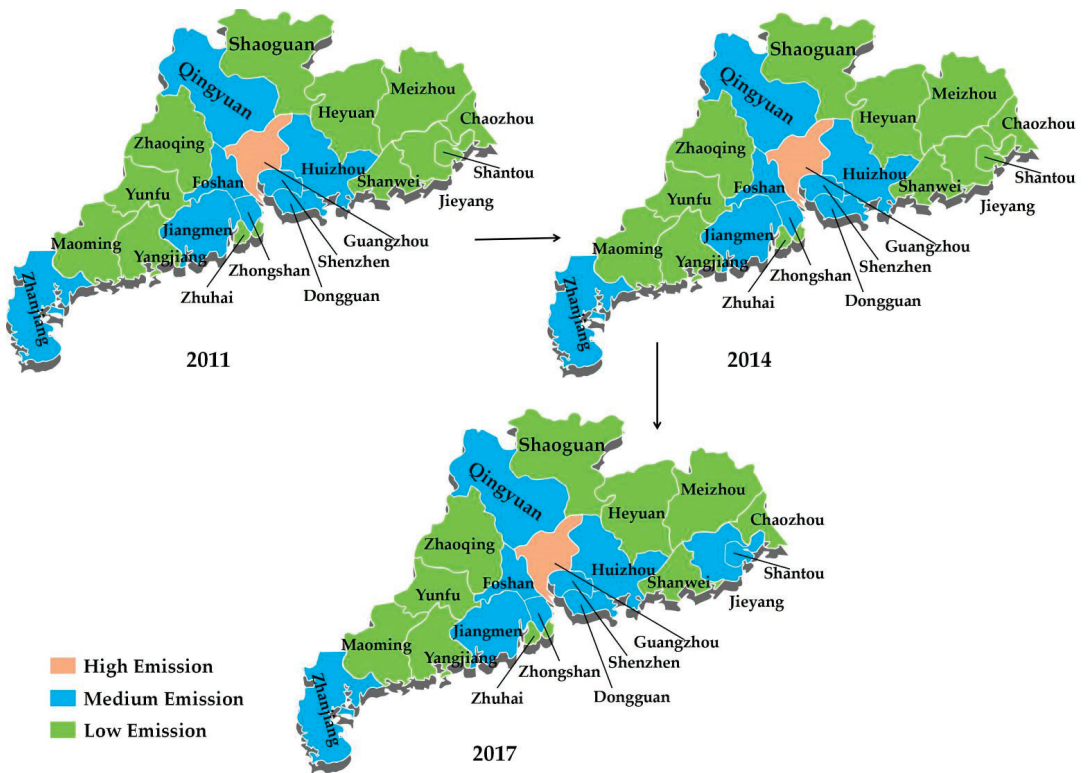 Shaoguan
Qingyuan
Meizhou
Heyuan
Chaozhou
Zhaoqing
Huizhou
Shantou
Foshan
Shanwei
Yunfu
Jieyang
Jiangmen
Guangzhou
Maoming
Yangjiang
Zhongshan
Shenzhen
Zhuhai
Dongguan
Zhanjiang
2011
Shaoguan
Qingyuan
Meizhou
Heyuan
Chaozhou
Zhaoqing
Huizhou
Shantou
Foshan
Shanwei
Yunfu
Jieyang
Jiangmen
Guangzhou
Maoming
Yangjiang
Zhongshan
Shenzhen
Zhuhai
Dongguan
Zhanjiang
2014
Shaoguan
Qingyuan
Meizhou
Heyuan
Chaozhou
Zhaoqing
Huizhou
Shantou
Foshan
Shanwei
Yunfu
Jieyang
Jiangmen
Guangzhou
Maoming
Yangjiang
Zhongshan
Shenzhen
Zhuhai
Dongguan
Zhanjiang
2017
High Emission
Medium Emission
Low Emission